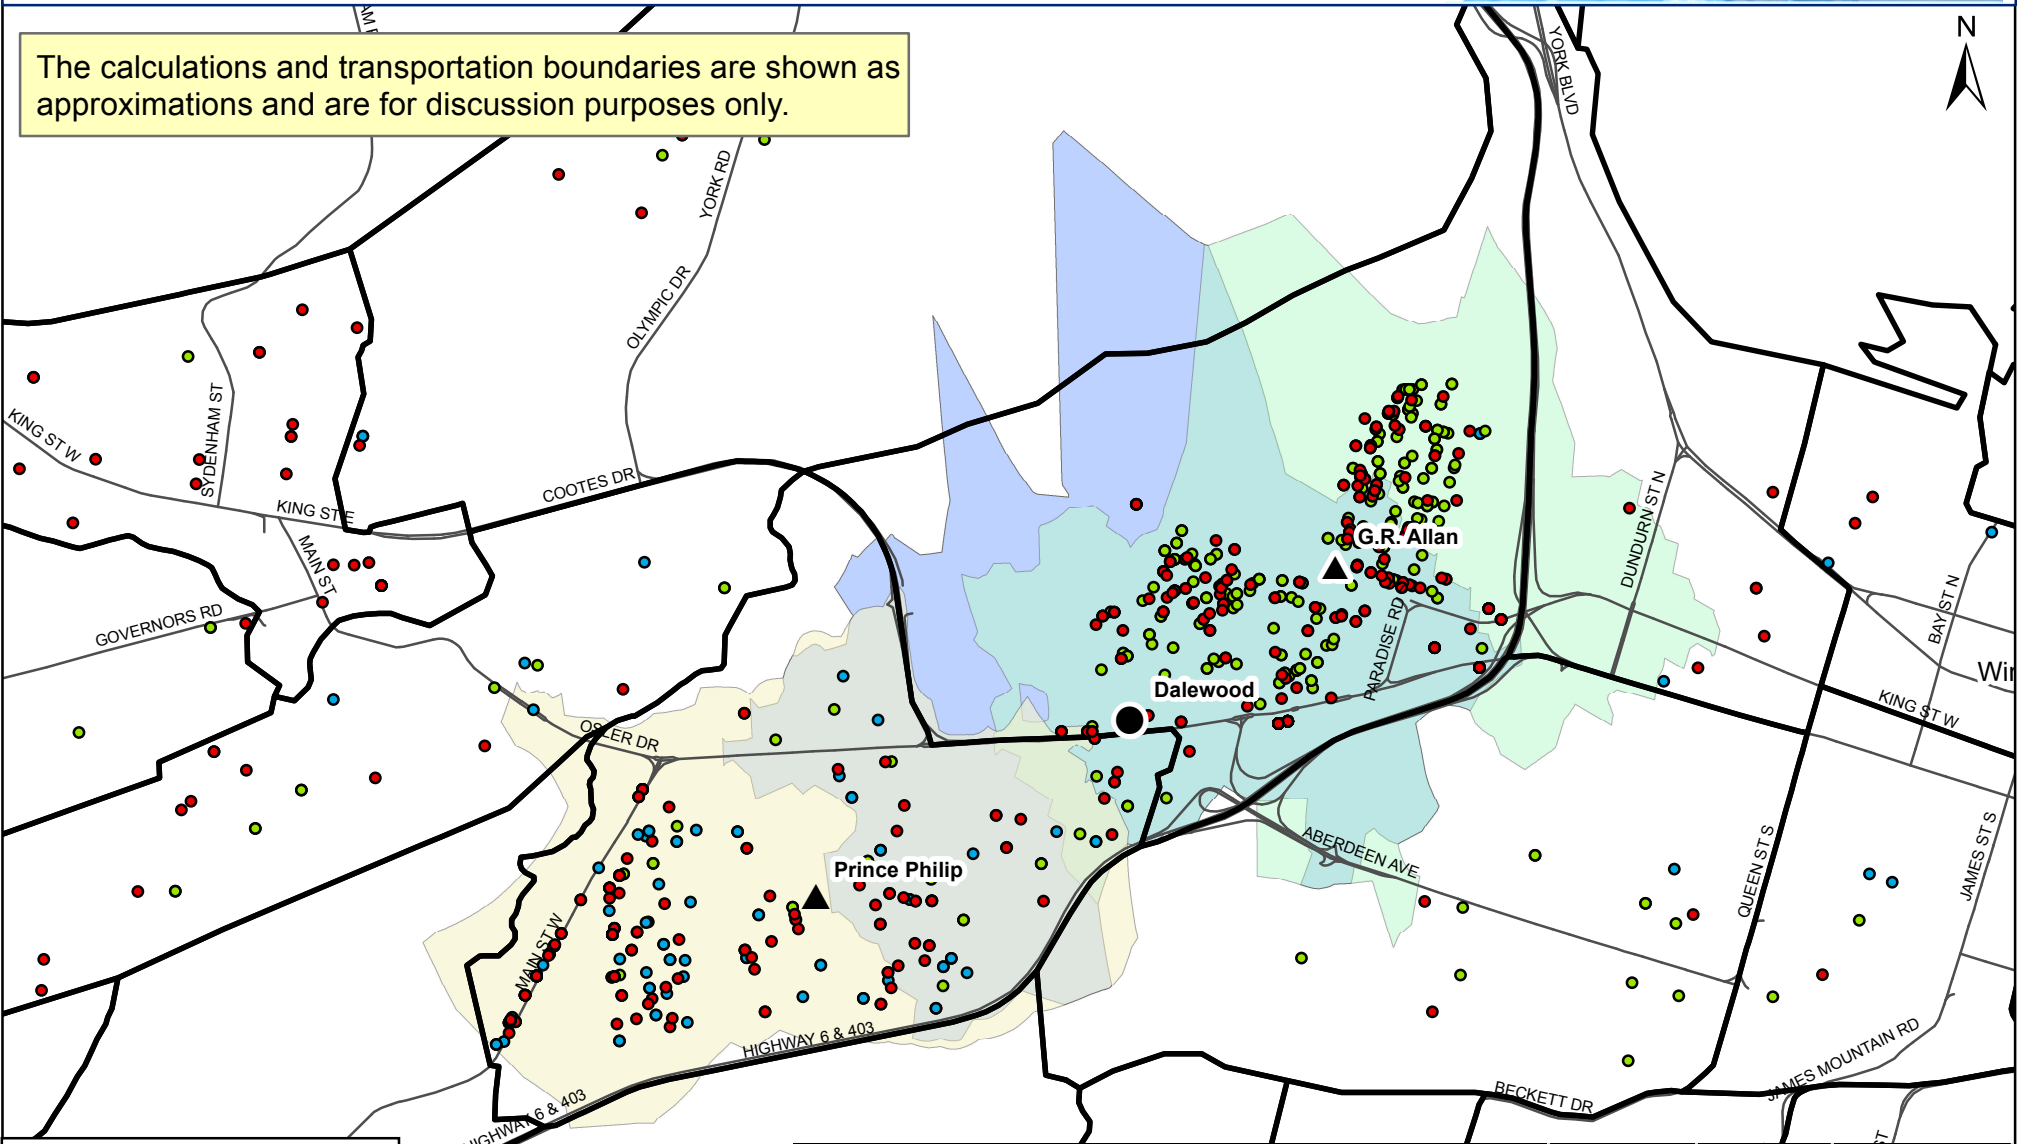 The calculations and transportation boundaries are shown as
approximations and are for discussion purposes only.
N
YORK BLVD
YORK RD
OLYMPIC DR
SYDENHAM ST
KING ST W
KING ST E
COOTES DR
MAIN ST
GOVERNORS RD
OSLER DR
G.R. Allan
DUNDURN ST N
PARADISE RD
BAY ST N
Dalewood
KING ST W
ABERDEEN AVE
Prince Philip
QUEEN ST S
JAMES ST S
MAIN ST W
HIGHWAY 6 & 403
HIGHWAY 6 & 403
BECKETT DR
JAMES MOUNTAIN RD